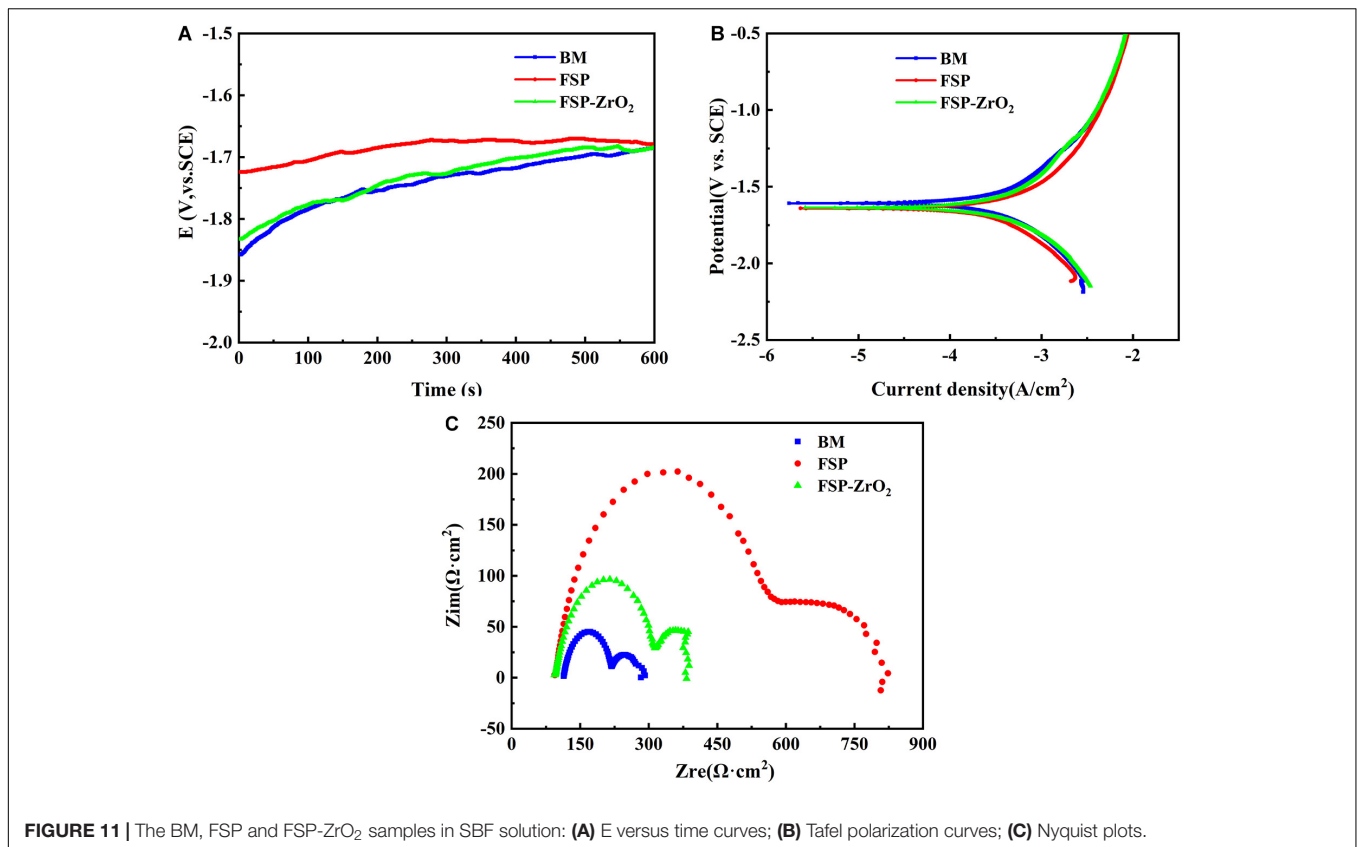 A
-1.5
-1.6
-1.7
-1.8
-1.9
-2.0
E (V,vs.SCE)
BM
FSP
FSP-ZrO₂
0 100 200 300 400 500 600
Time (s)
B
-0.5
-1.0
-1.5
-2.0
-2.5
Potential(V vs. SCE)
BM
FSP
FSP-ZrO₂
-6 -5 -4 -3 -2
Current density(A/cm²)
C
250
200
150
100
50
0
-50
Zim(Ω·cm²)
BM
FSP
FSP-ZrO₂
0 150 300 450 600 750 900
Zre(Ω·cm²)
FIGURE 11 | The BM, FSP and FSP-ZrO₂ samples in SBF solution: (A) E versus time curves; (B) Tafel polarization curves; (C) Nyquist plots.